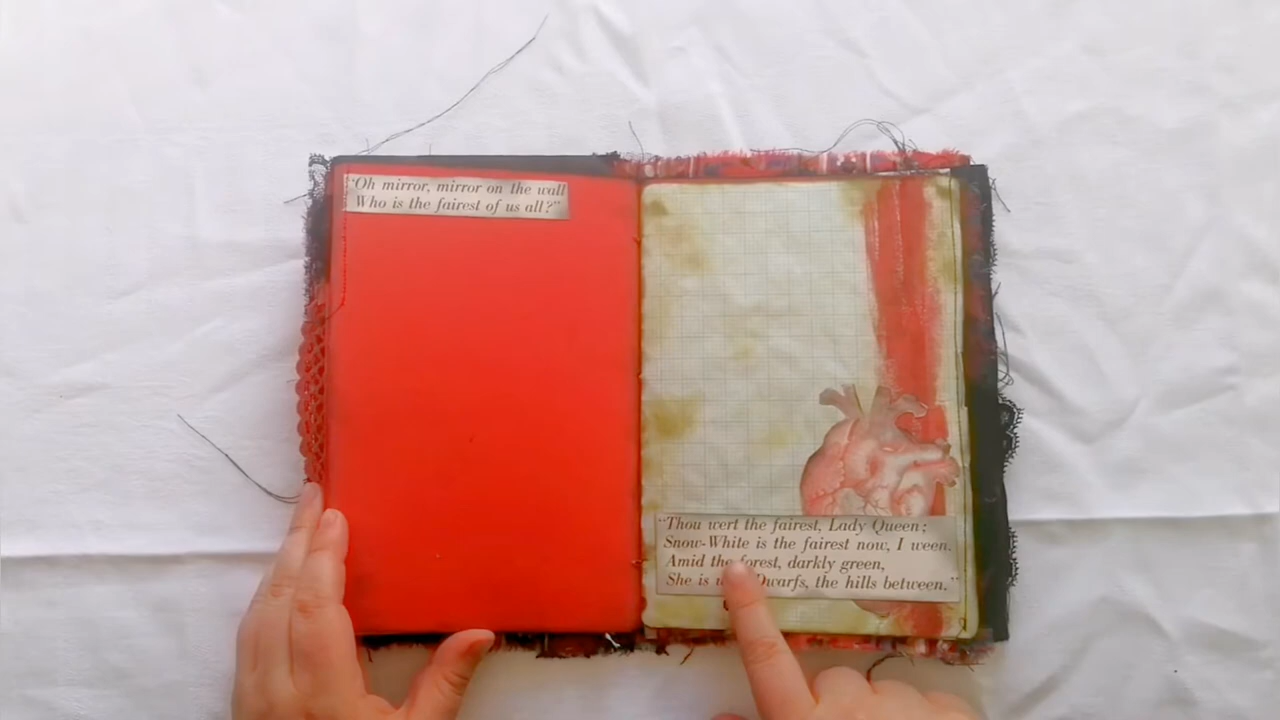 "Oh mirror, mirror on the wall
Who is the fairest of us all?"
"Thou wert the fairest, Lady Queen;
Snow-White is the fairest now, I ween.
Amid the forest, darkly green,
She is Dwarfs, the hills between."